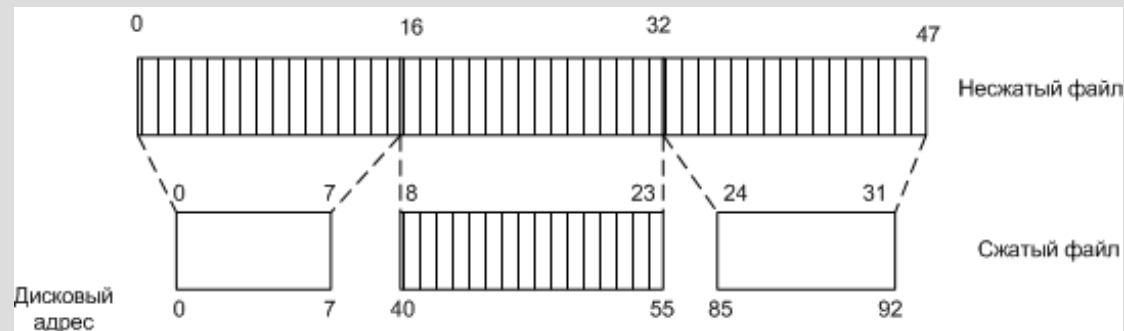 0 16 32 47
Несжатый файл
0 7 8 23 24 31
Сжатый файл
Дисковый
адрес
0 7 40 55 85 92